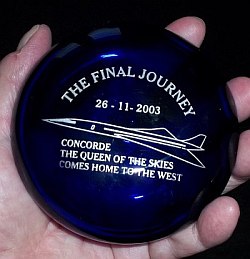 THE FINAL JOURNEY
26 - 11 - 2003
CONCORDE
THE QUEEN OF THE SKIES
COMES HOME TO THE WEST